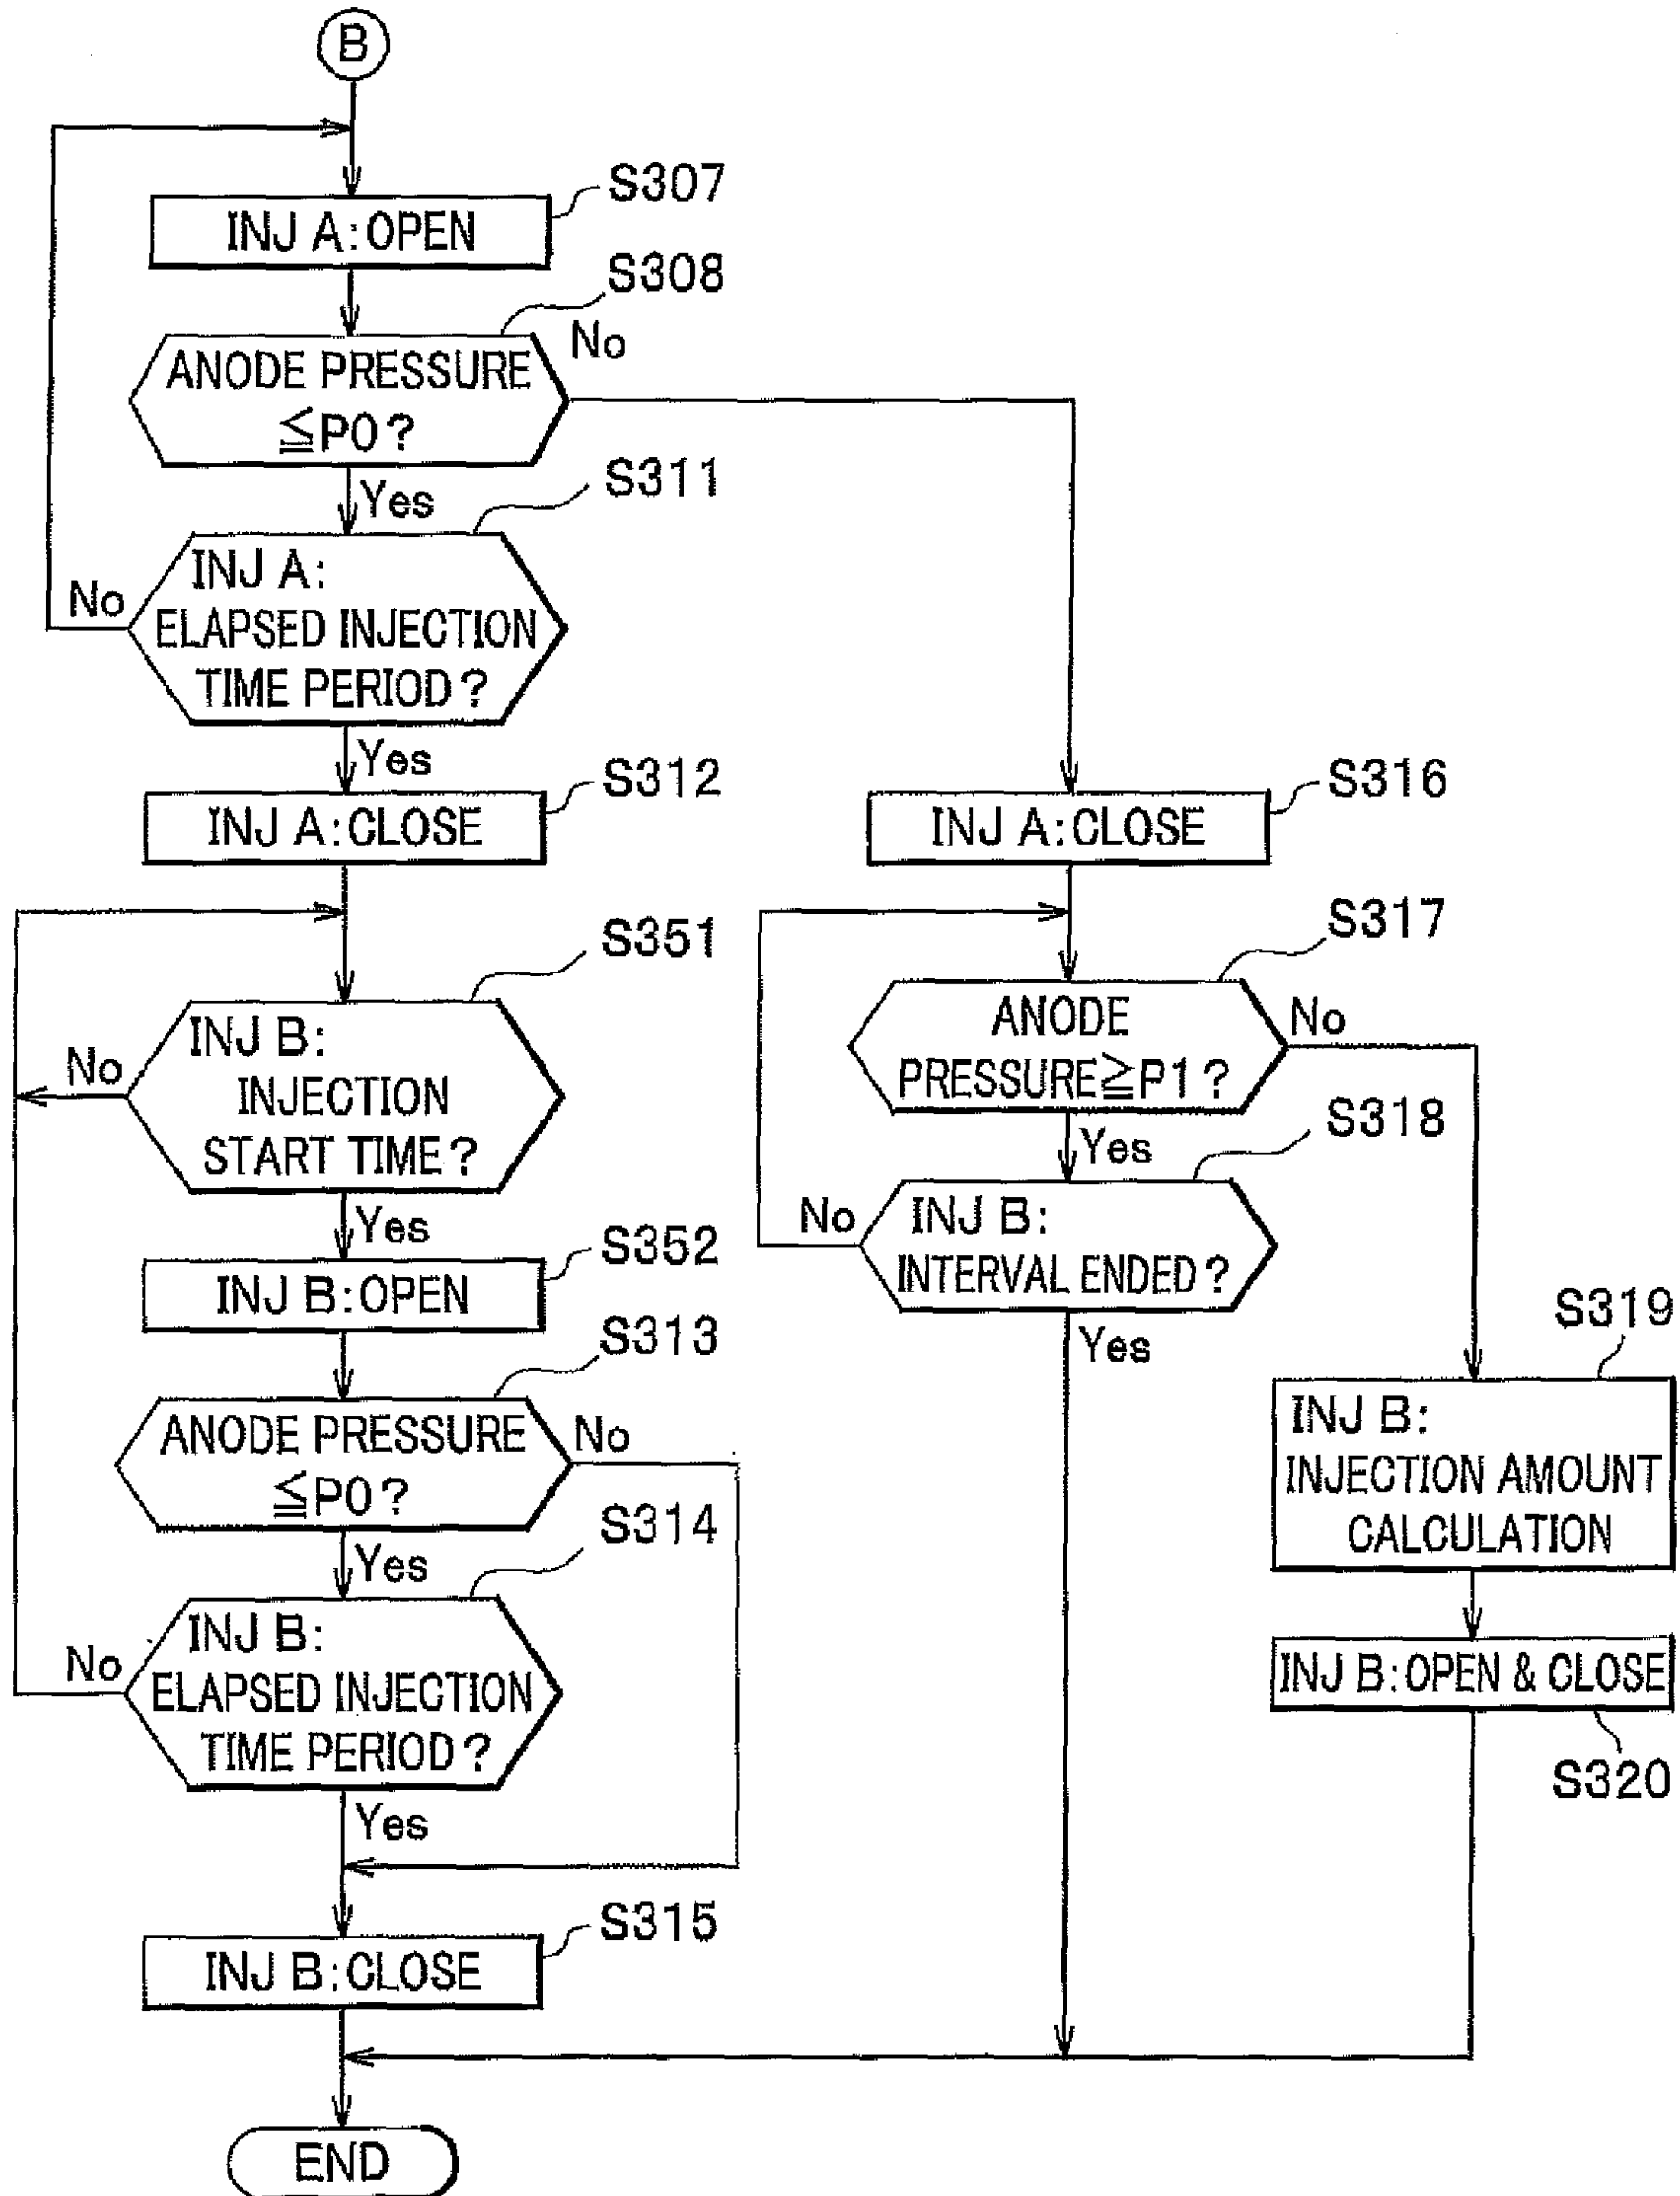 B
S307
INJ A:OPEN
S308
ANODE PRESSURE
≦P0?
No
Yes
S311
INJ A:
ELAPSED INJECTION
TIME PERIOD?
No
Yes
S312
INJ A:CLOSE
S351
INJ B:
INJECTION
START TIME?
No
Yes
S352
INJ B:OPEN
S313
ANODE PRESSURE
≦P0?
No
Yes
S314
INJ B:
ELAPSED INJECTION
TIME PERIOD?
No
Yes
S315
INJ B:CLOSE
END
S316
INJ A:CLOSE
S317
ANODE
PRESSURE≧P1?
No
Yes
S318
INJ B:
INTERVAL ENDED?
No
Yes
S319
INJ B:
INJECTION AMOUNT
CALCULATION
INJ B:OPEN & CLOSE
S320